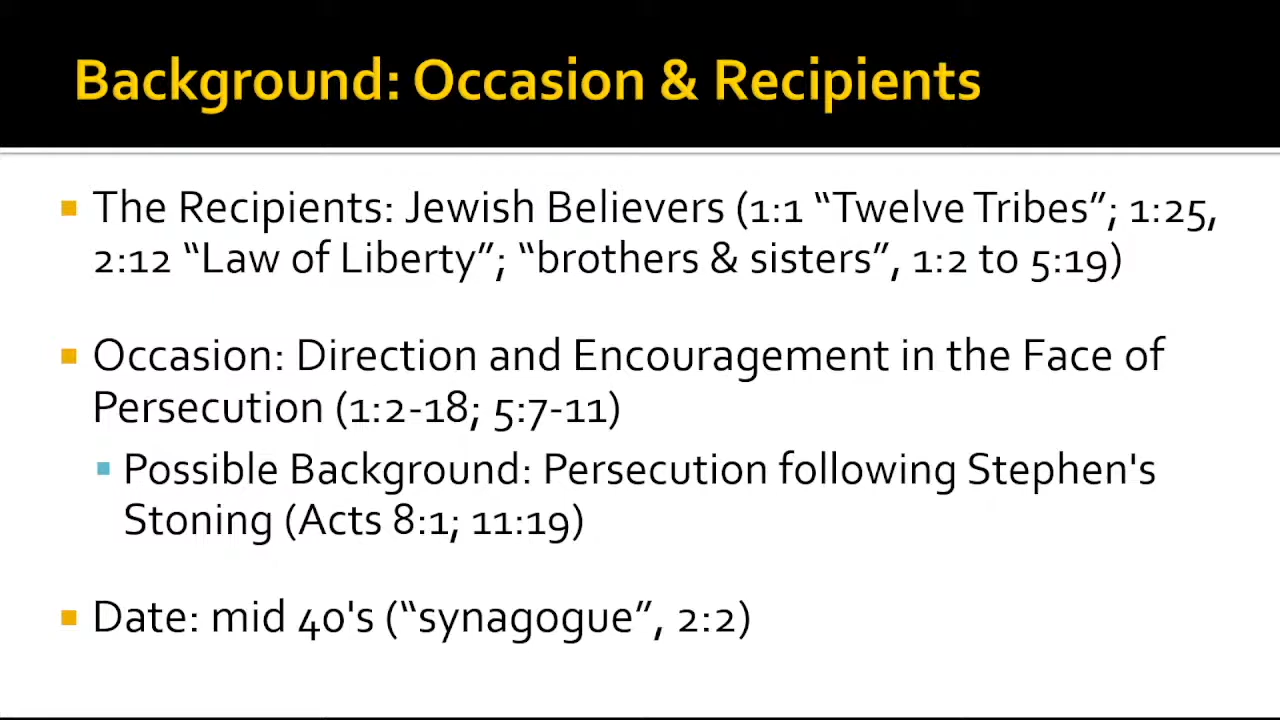 Background: Occasion & Recipients
The Recipients: Jewish Believers (1:1 “Twelve Tribes”; 1:25,
2:12 “Law of Liberty”; “brothers & sisters”, 1:2 to 5:19)
Occasion: Direction and Encouragement in the Face of
Persecution (1:2-18; 5:7-11)
Possible Background: Persecution following Stephen's
Stoning (Acts 8:1; 11:19)
Date: mid 40's (“synagogue”, 2:2)